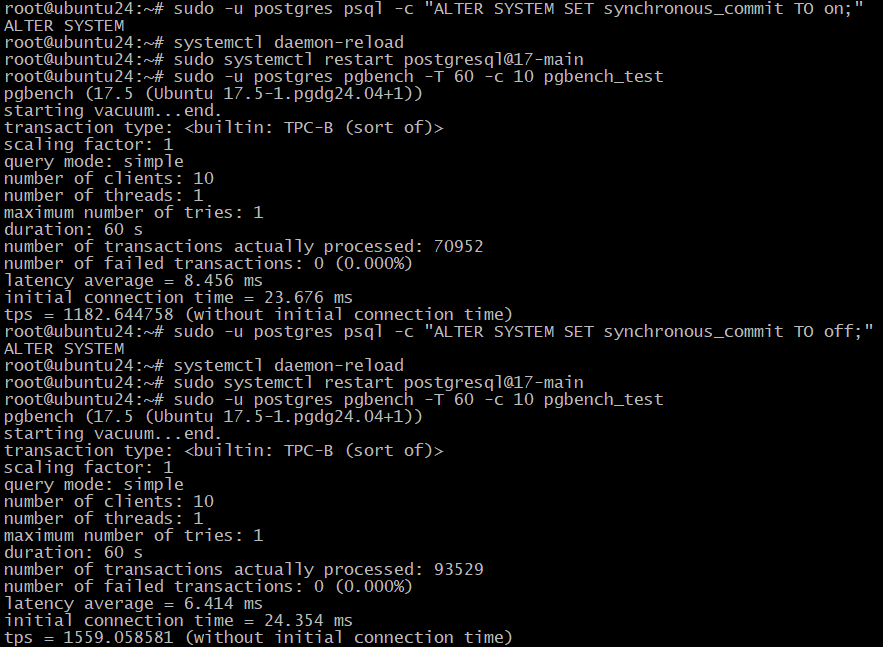 root@ubuntu24:~# sudo -u postgres psql -c "ALTER SYSTEM SET synchronous_commit TO on;"
ALTER SYSTEM
root@ubuntu24:~# systemctl daemon-reload
root@ubuntu24:~# sudo systemctl restart postgresql@17-main
root@ubuntu24:~# sudo -u postgres pgbench -T 60 -c 10 pgbench_test
pgbench (17.5 (Ubuntu 17.5-1.pgdg24.04+1))
starting vacuum...end.
transaction type: <builtin: TPC-B (sort of)>
scaling factor: 1
query mode: simple
number of clients: 10
number of threads: 1
maximum number of tries: 1
duration: 60 s
number of transactions actually processed: 70952
number of failed transactions: 0 (0.000%)
latency average = 8.456 ms
initial connection time = 23.676 ms
tps = 1182.644758 (without initial connection time)
root@ubuntu24:~# sudo -u postgres psql -c "ALTER SYSTEM SET synchronous_commit TO off;"
ALTER SYSTEM
root@ubuntu24:~# systemctl daemon-reload
root@ubuntu24:~# sudo systemctl restart postgresql@17-main
root@ubuntu24:~# sudo -u postgres pgbench -T 60 -c 10 pgbench_test
pgbench (17.5 (Ubuntu 17.5-1.pgdg24.04+1))
starting vacuum...end.
transaction type: <builtin: TPC-B (sort of)>
scaling factor: 1
query mode: simple
number of clients: 10
number of threads: 1
maximum number of tries: 1
duration: 60 s
number of transactions actually processed: 93529
number of failed transactions: 0 (0.000%)
latency average = 6.414 ms
initial connection time = 24.354 ms
tps = 1559.058581 (without initial connection time)